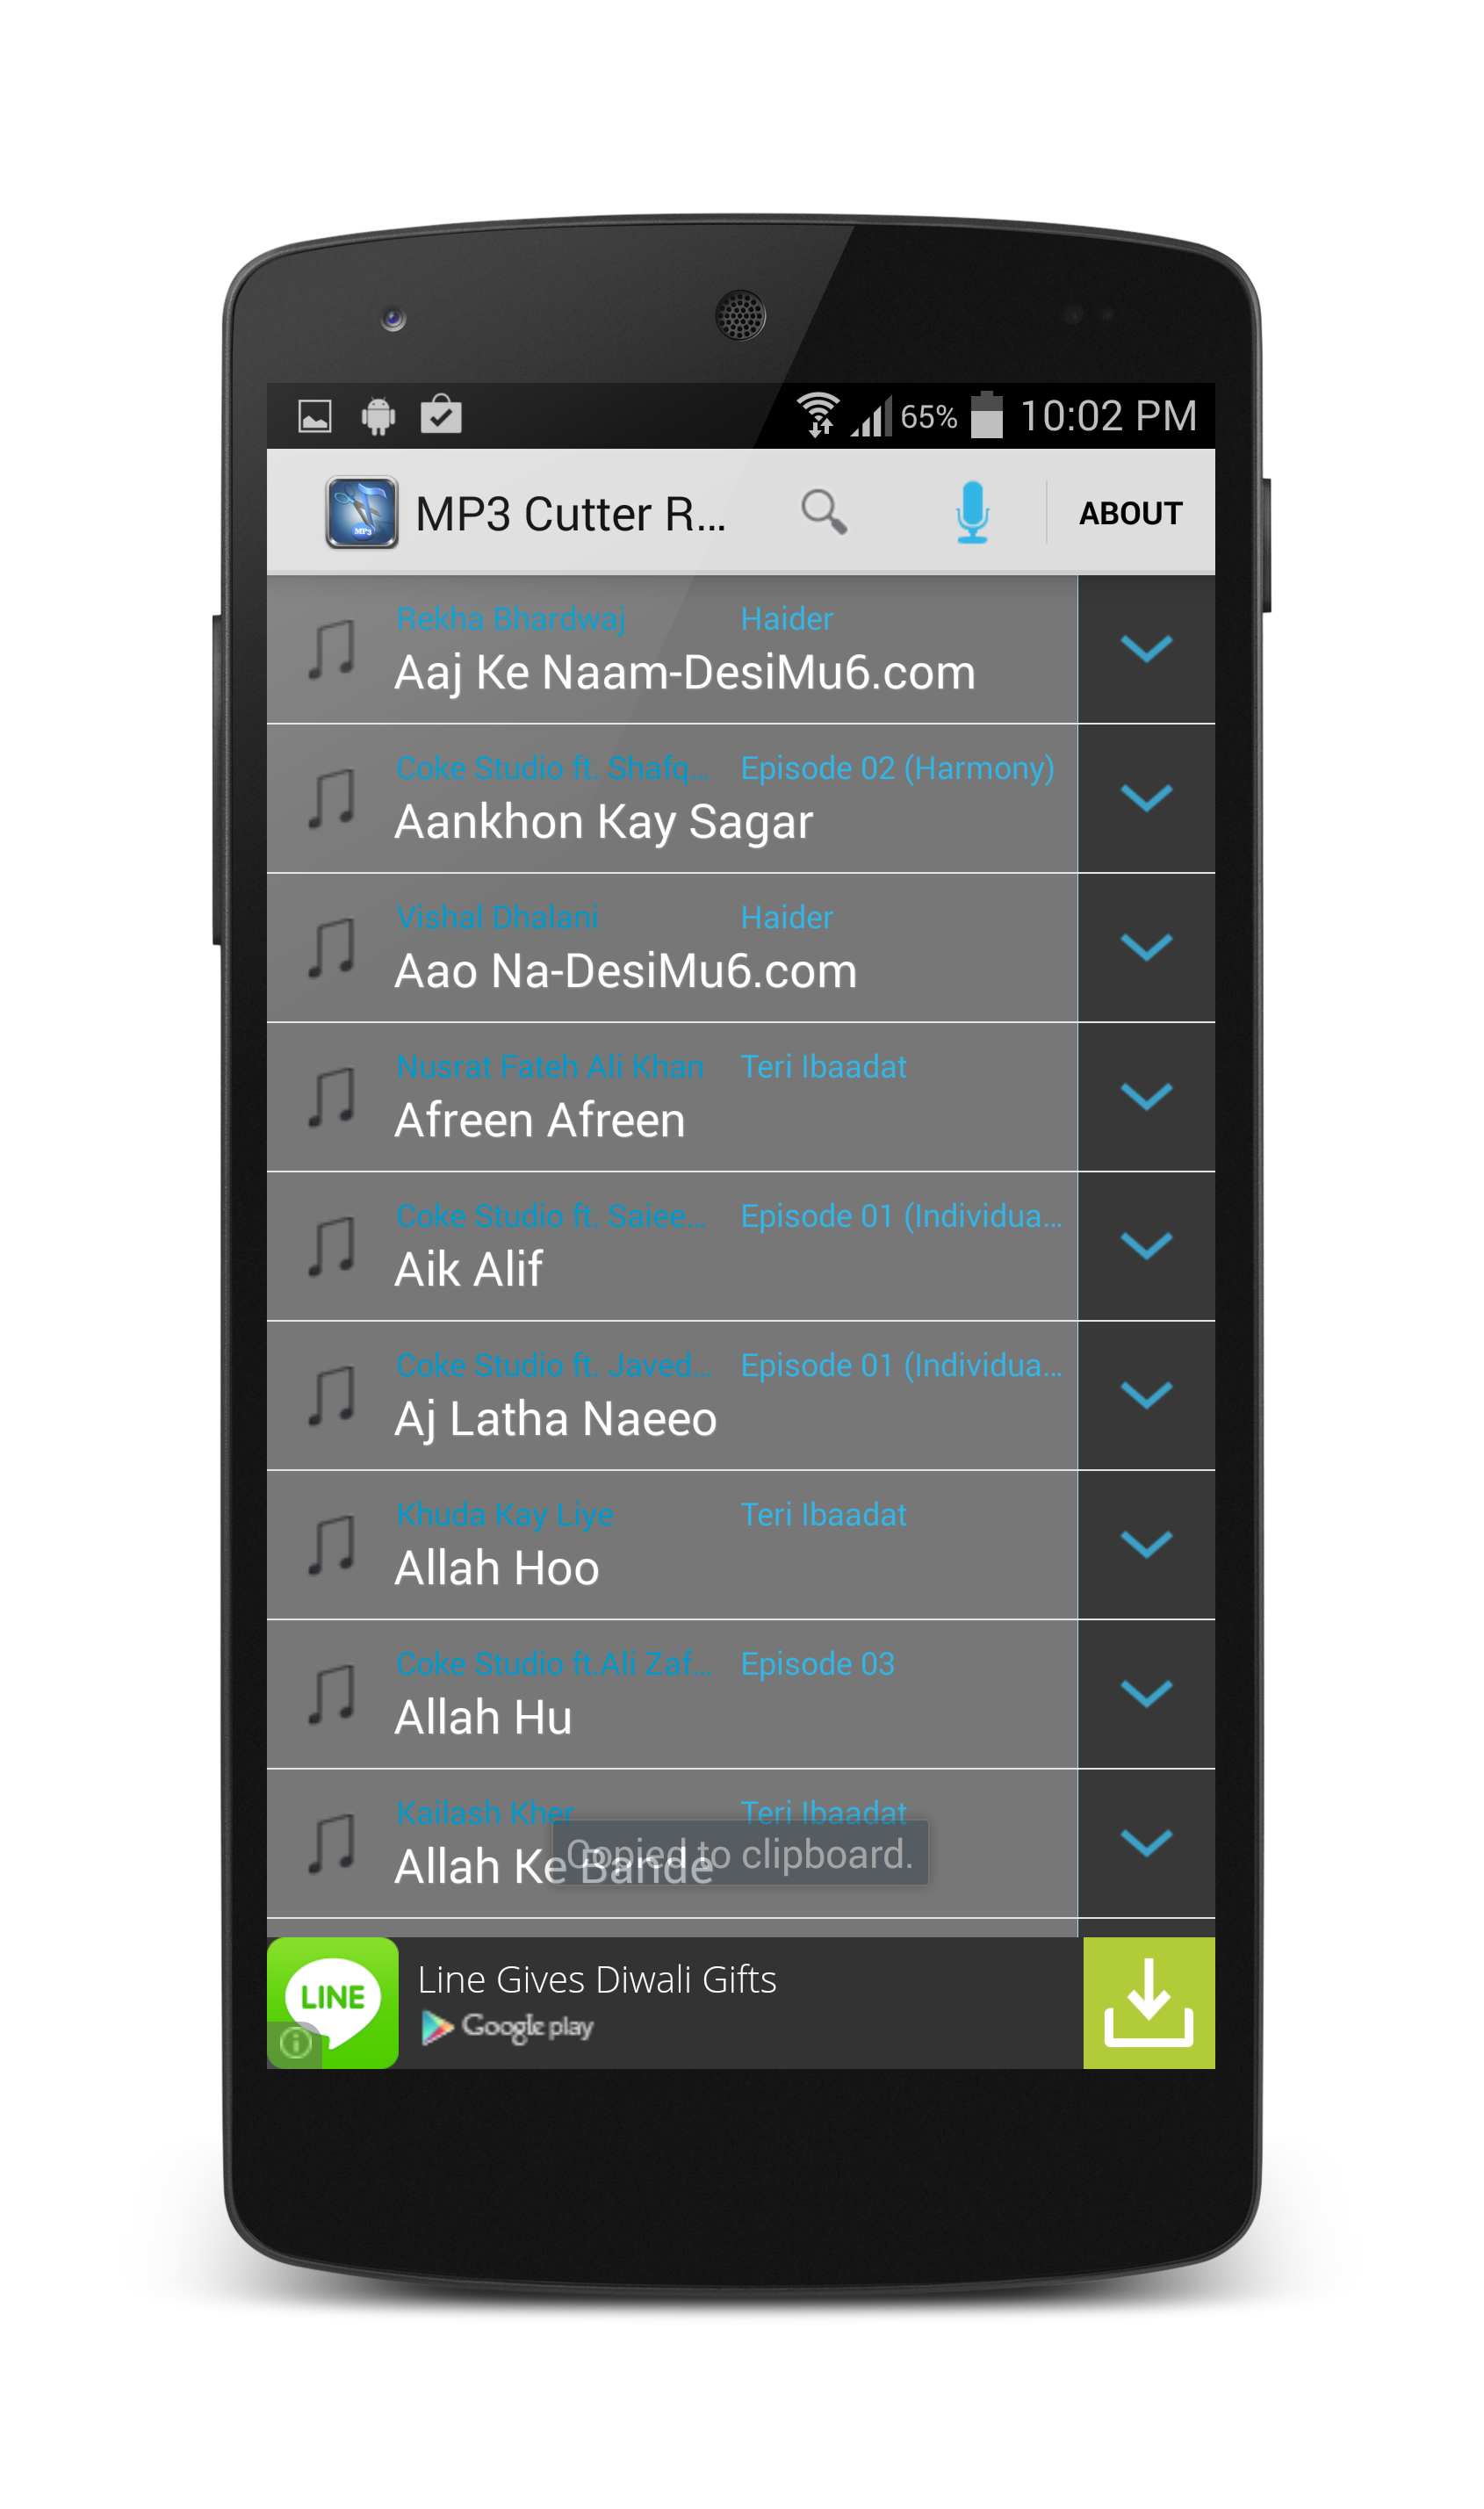 65% 10:02 PM
MP3 Cutter R... ABOUT
MP3
Rekha Bhardwaj Haider
Aaj Ke Naam-DesiMu6.com
Coke Studio ft. Shafq... Episode 02 (Harmony)
Aankhon Kay Sagar
Vishal Dhalani Haider
Aao Na-DesiMu6.com
Nusrat Fateh Ali Khan Teri Ibaadat
Afreen Afreen
Coke Studio ft. Saiee... Episode 01 (Individua...
Aik Alif
Coke Studio ft. Javed... Episode 01 (Individua...
Aj Latha Naeeo
Khuda Kay Liye Teri Ibaadat
Allah Hoo
Coke Studio ft.Ali Zaf... Episode 03
Allah Hu
Kailash Kher Teri Ibaadat
Allah Ke Bande
Copied to clipboard.
LINE
Line Gives Diwali Gifts
Google play